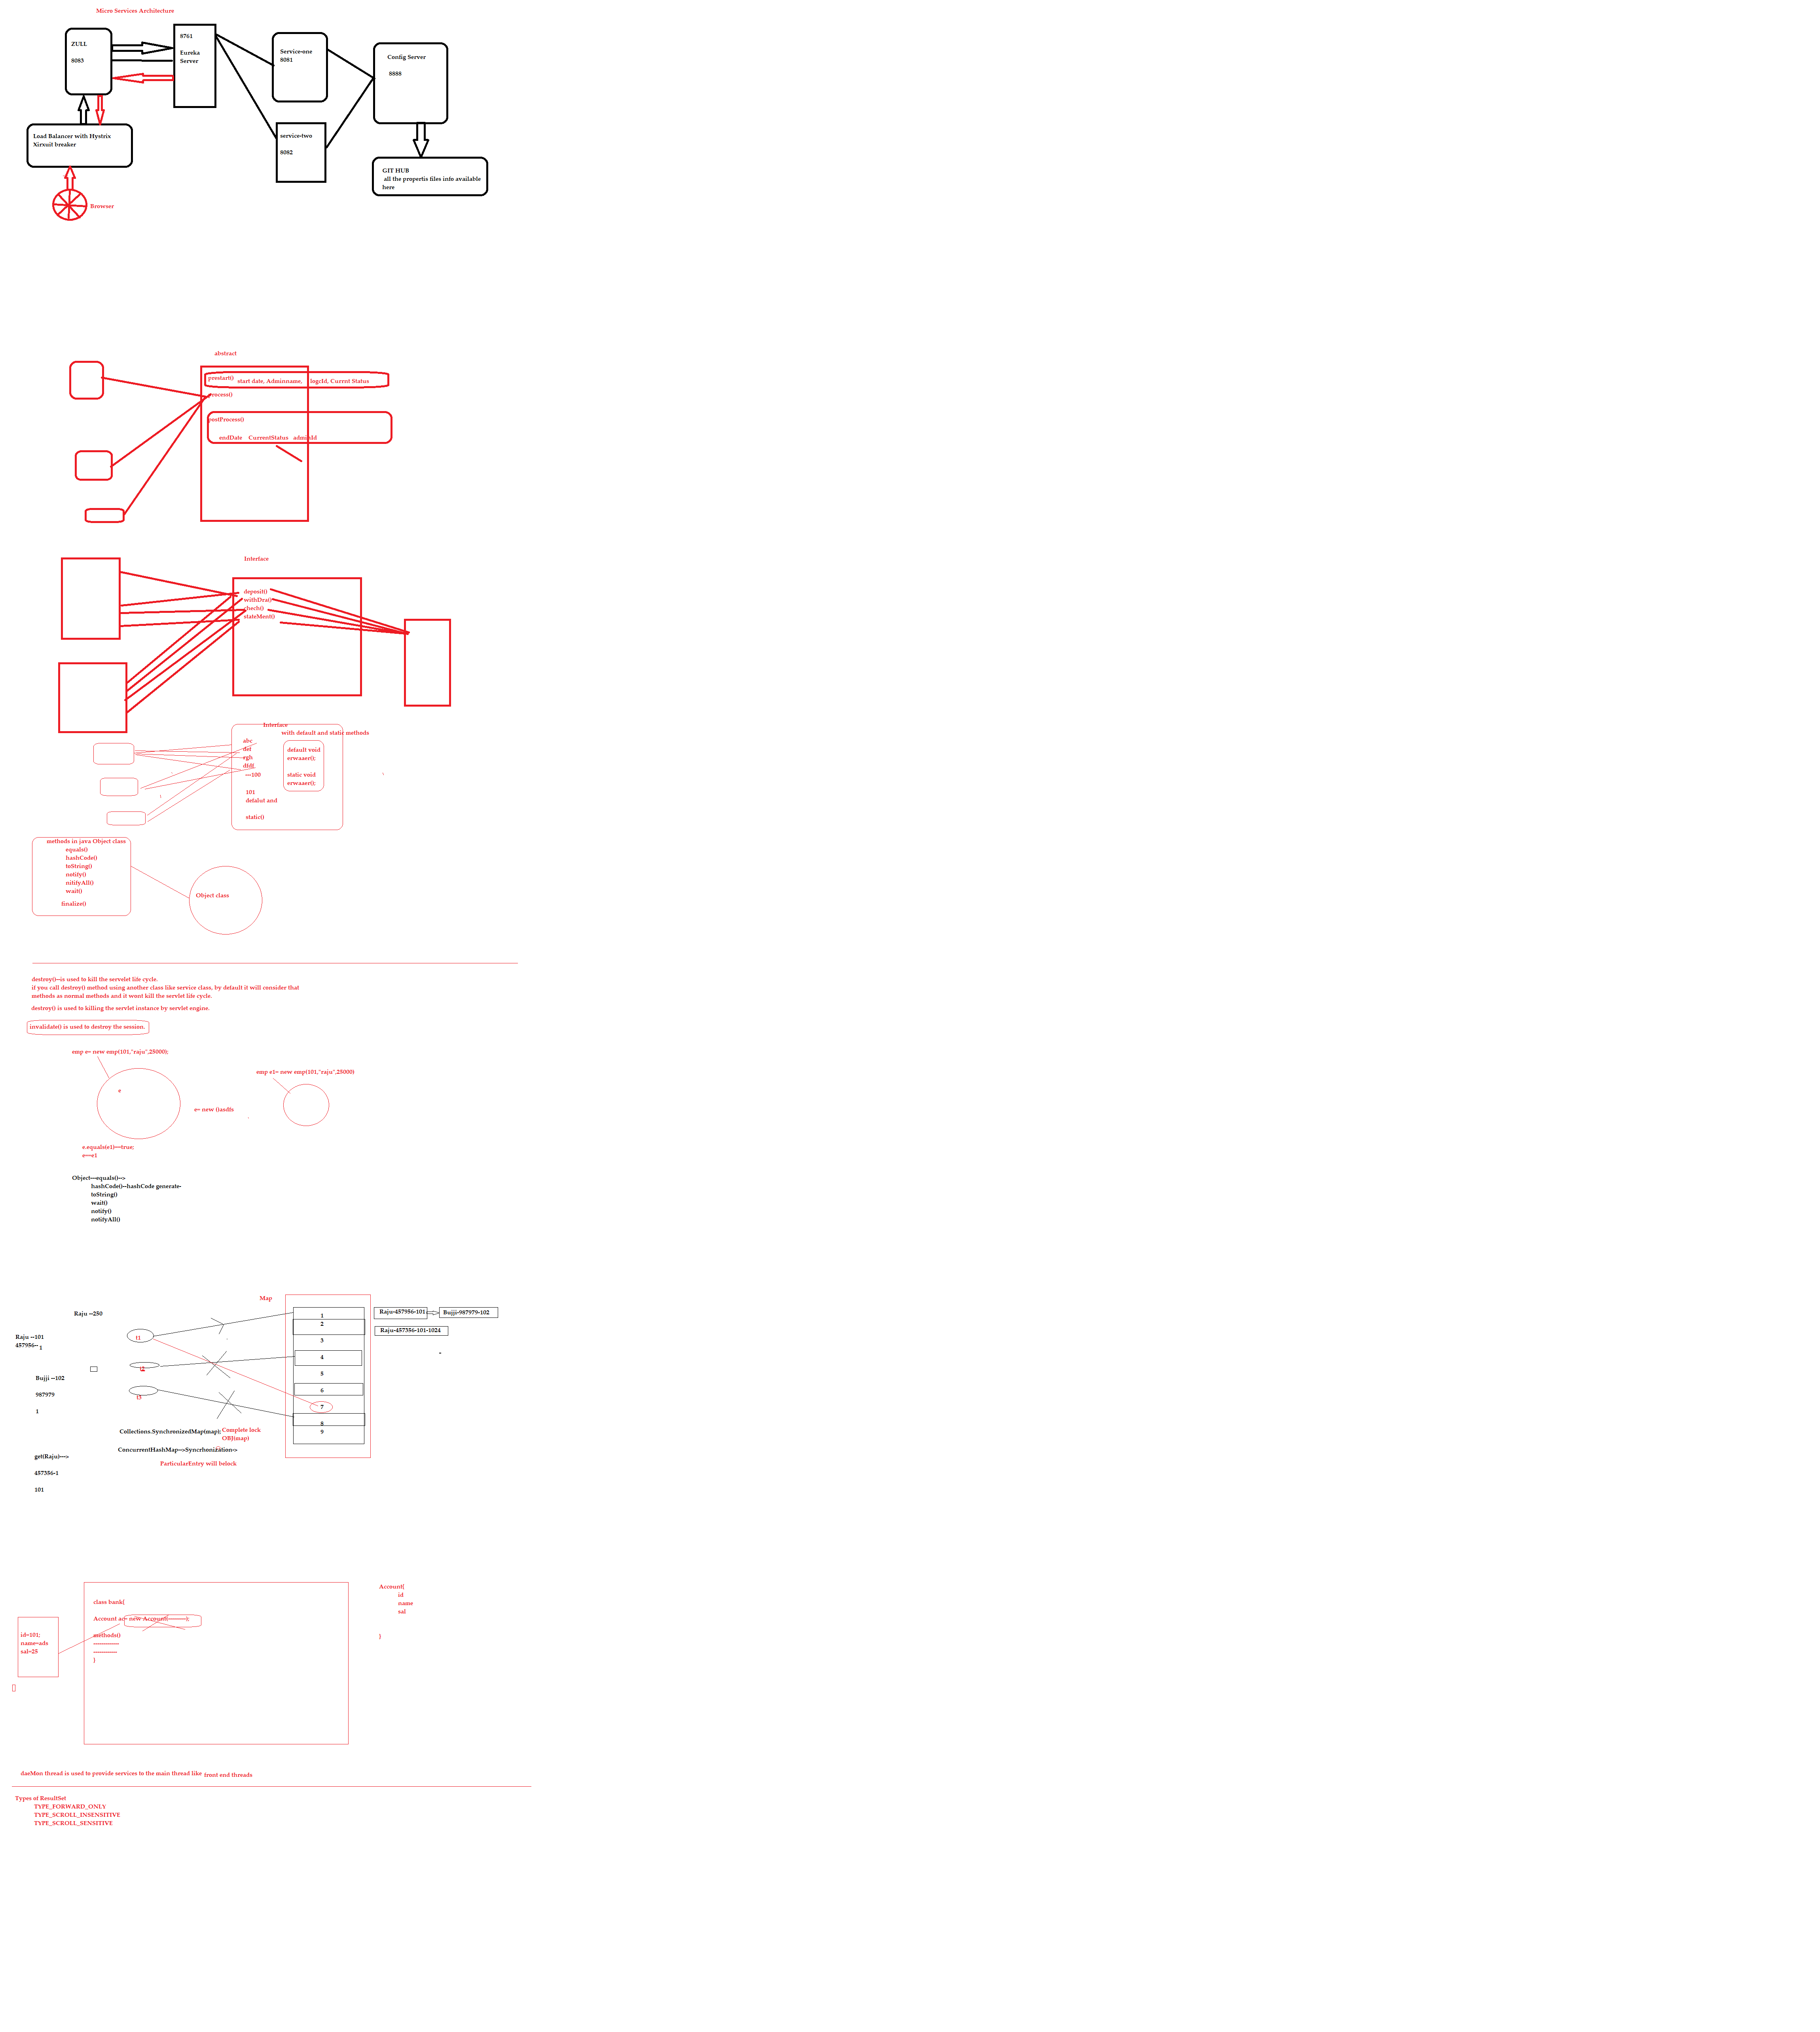 Micro Services Architecture
ZULL
8083
8761
Eureka
Server
Service-one
8081
Config Server
8888
Load Balancer with Hystrix
Xirxuit breaker
service-two
8082
GIT HUB
all the propertis files info available
here
Browser
abstract
prestart()
start date, Adminname, logcId, Currnt Status
process()
postProcess()
endDate CurrentStatus adminId
Interface
deposit()
withDra()
checht()
stateMent()
Interface
with default and static methods
abc
def
egh
dfdf
---100
101
defalut and
static()
default void
erwaaer();
static void
erwaaer();
methods in java Object class
equals()
hashCode()
toString()
notify()
nitifyAll()
wait()
finalize()
Object class
destroy()--is used to kill the servelet life cycle.
if you call destroy() method using another class like service class, by default it will consider that
methods as normal methods and it wont kill the servlet life cycle.
destroy() is used to killing the servlet instance by servlet engine.
invalidate() is used to destroy the session.
emp e= new emp(101,"raju",25000);
emp e1= new emp(101,"raju",25000)
e
e= new ()asdfs
e.equals(e1)==true;
e==e1
Object---equals()-->
hashCode()--hashCode generate-
toString()
wait()
notify()
notifyAll()
Map
Raju --250
Raju --101
457956-- 1
Bujji --102
987979
1
t1
t2
t3
1
2
3
4
5
6
7
8
9
Raju-457956-101
Bujji-987979-102
Raju-457356-101-1024
Collections.SynchronizedMap(map);
Complete lock
OBJ(map)
ConcurrentHashMap-->Syncrhonization->
ParticularEntry will belock
get(Raju)--->
457356-1
101
class bank{
Account ac= new Account(--------);
methods()
------------
-----------
}
id=101;
name=ads
sal=25
Account{
id
name
sal
}
daeMon thread is used to provide services to the main thread like front end threads
Types of ResultSet
TYPE_FORWARD_ONLY
TYPE_SCROLL_INSENSITIVE
TYPE_SCROLL_SENSITIVE